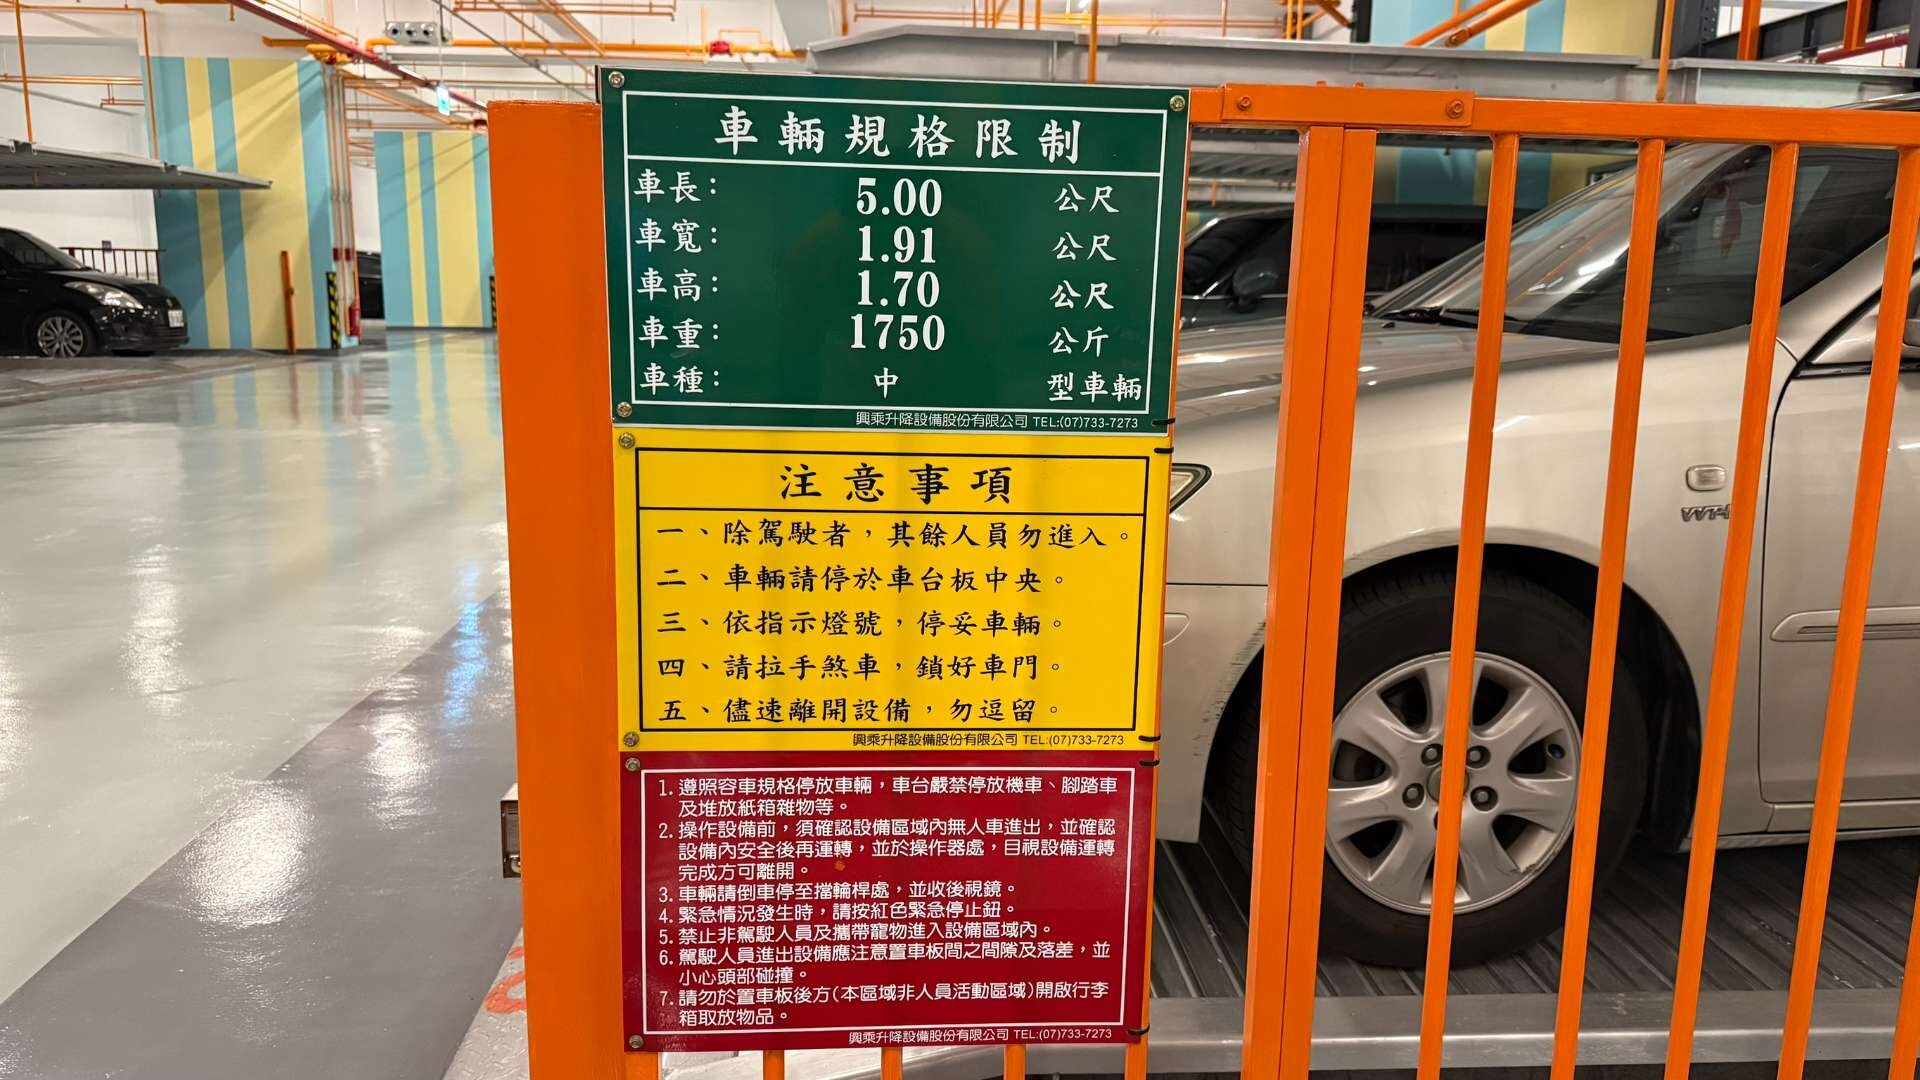 車輛規格限制
車長： 5.00 公尺
車寬： 1.91 公尺
車高： 1.70 公尺
車重： 1750 公斤
車種： 中 型車輛
興乘升降設備股份有限公司 TEL:(07)733-7273
注意事項
一、除駕駛者，其餘人員勿進入。
二、車輛請停於車台板中央。
三、依指示燈號，停妥車輛。
四、請拉手煞車，鎖好車門。
五、儘速離開設備，勿逗留。
興乘升降設備股份有限公司 TEL:(07)733-7273
1. 遵照容車規格停放車輛，車台嚴禁停放機車、腳踏車
及堆放紙箱雜物等。
2. 操作設備前，須確認設備區域內無人車進出，並確認
設備內安全後再運轉，並於操作器處，目視設備運轉
完成方可離開。
3. 車輛請倒車停至擋輪桿處，並收後視鏡。
4. 緊急情況發生時，請按紅色緊急停止鈕。
5. 禁止非駕駛人員及攜帶寵物進入設備區域內。
6. 駕駛人員進出設備應注意置車板間之間隙及落差，並
小心頭部碰撞。
7. 請勿於置車板後方(本區域非人員活動區域)開啟行李
箱取放物品。
興乘升降設備股份有限公司 TEL:(07)733-7273